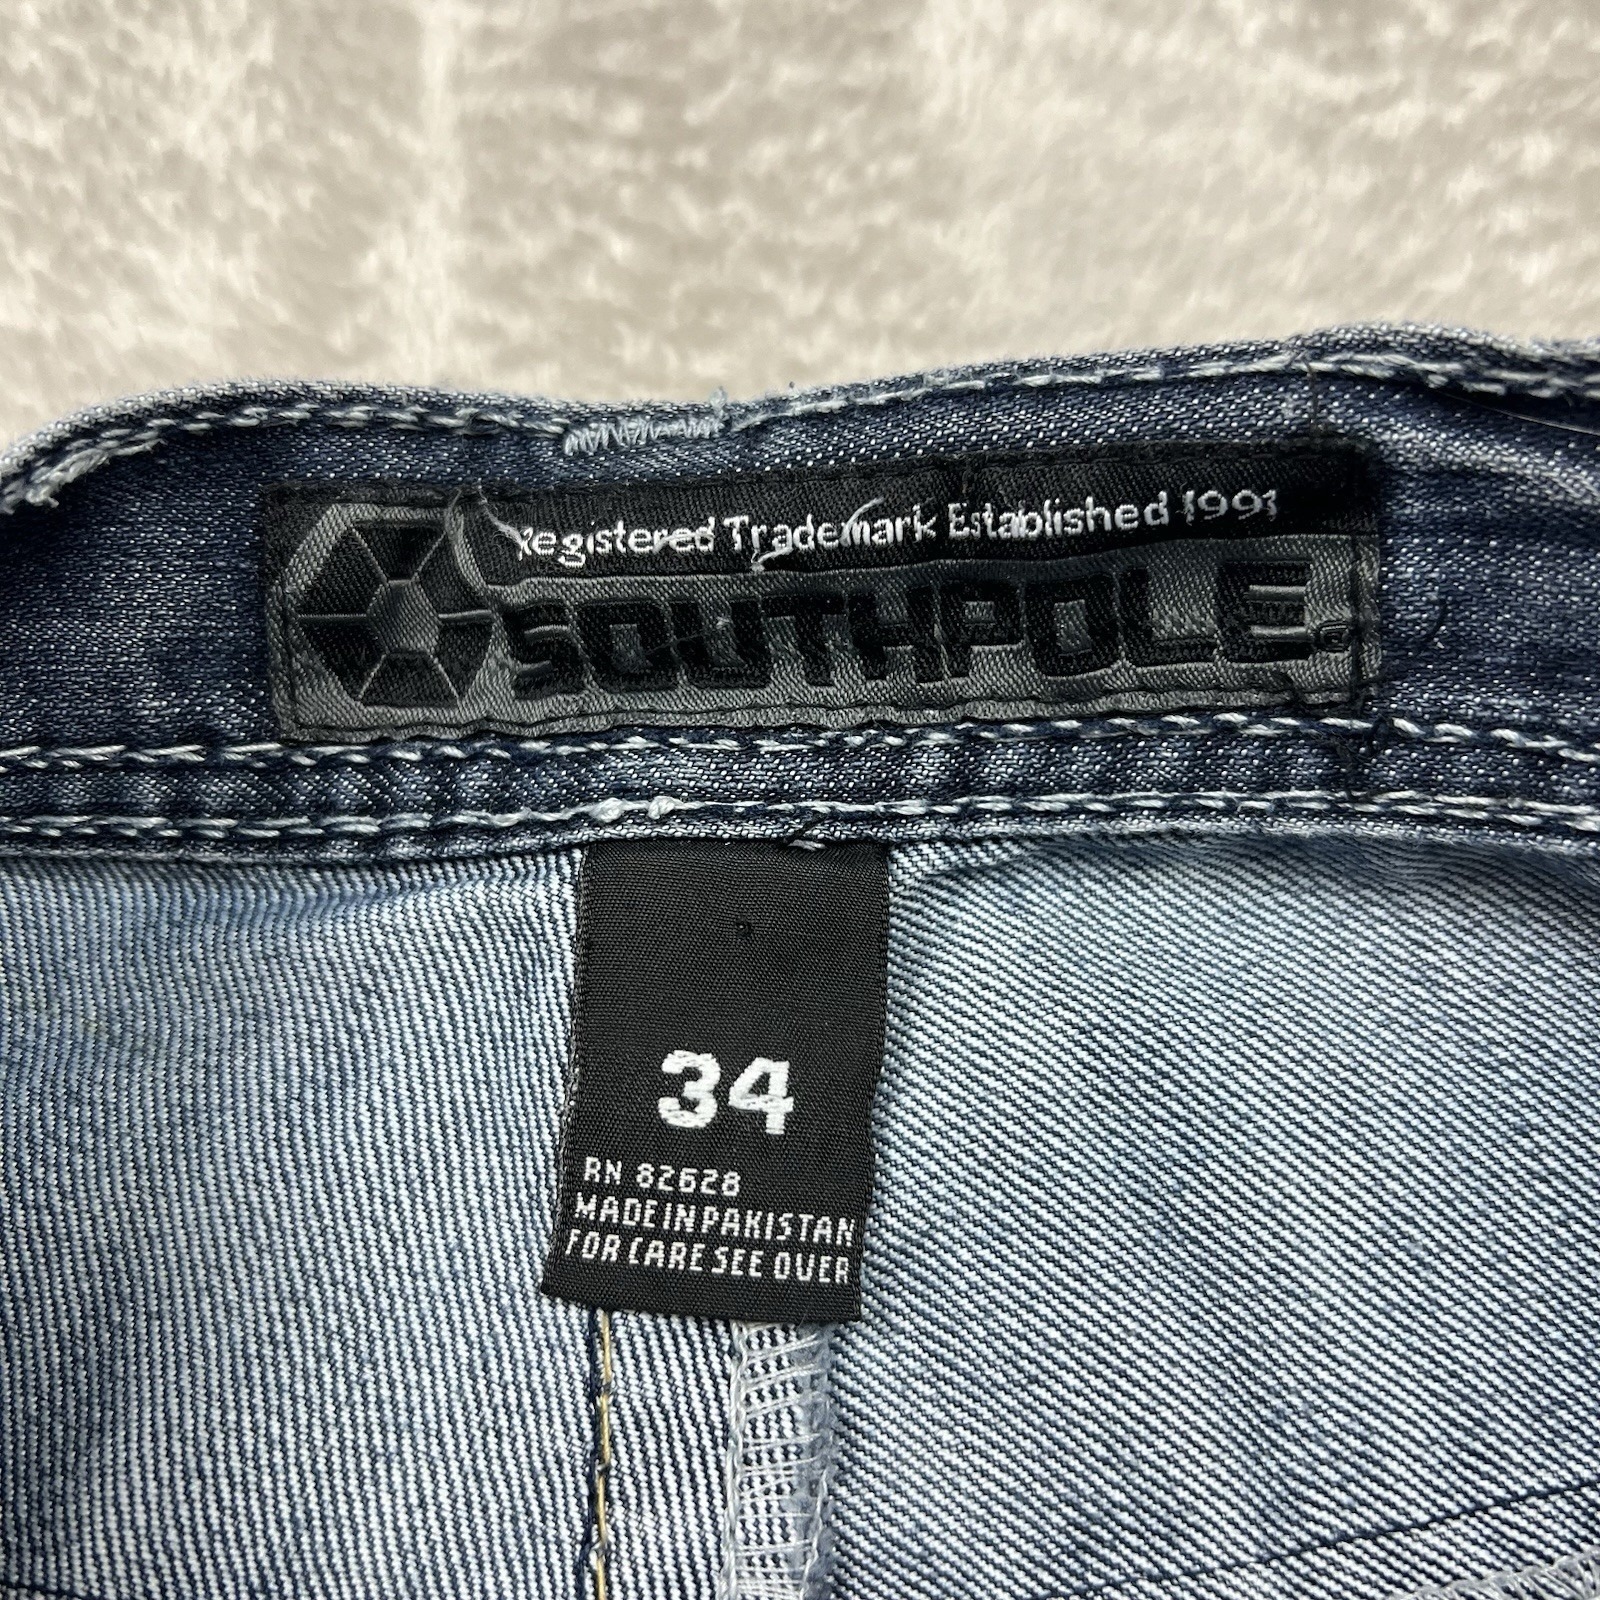 Registered Trademark Established 1991
SOUTHPOLE®
34
RN 82628
MADE IN PAKISTAN
FOR CARE SEE OVER